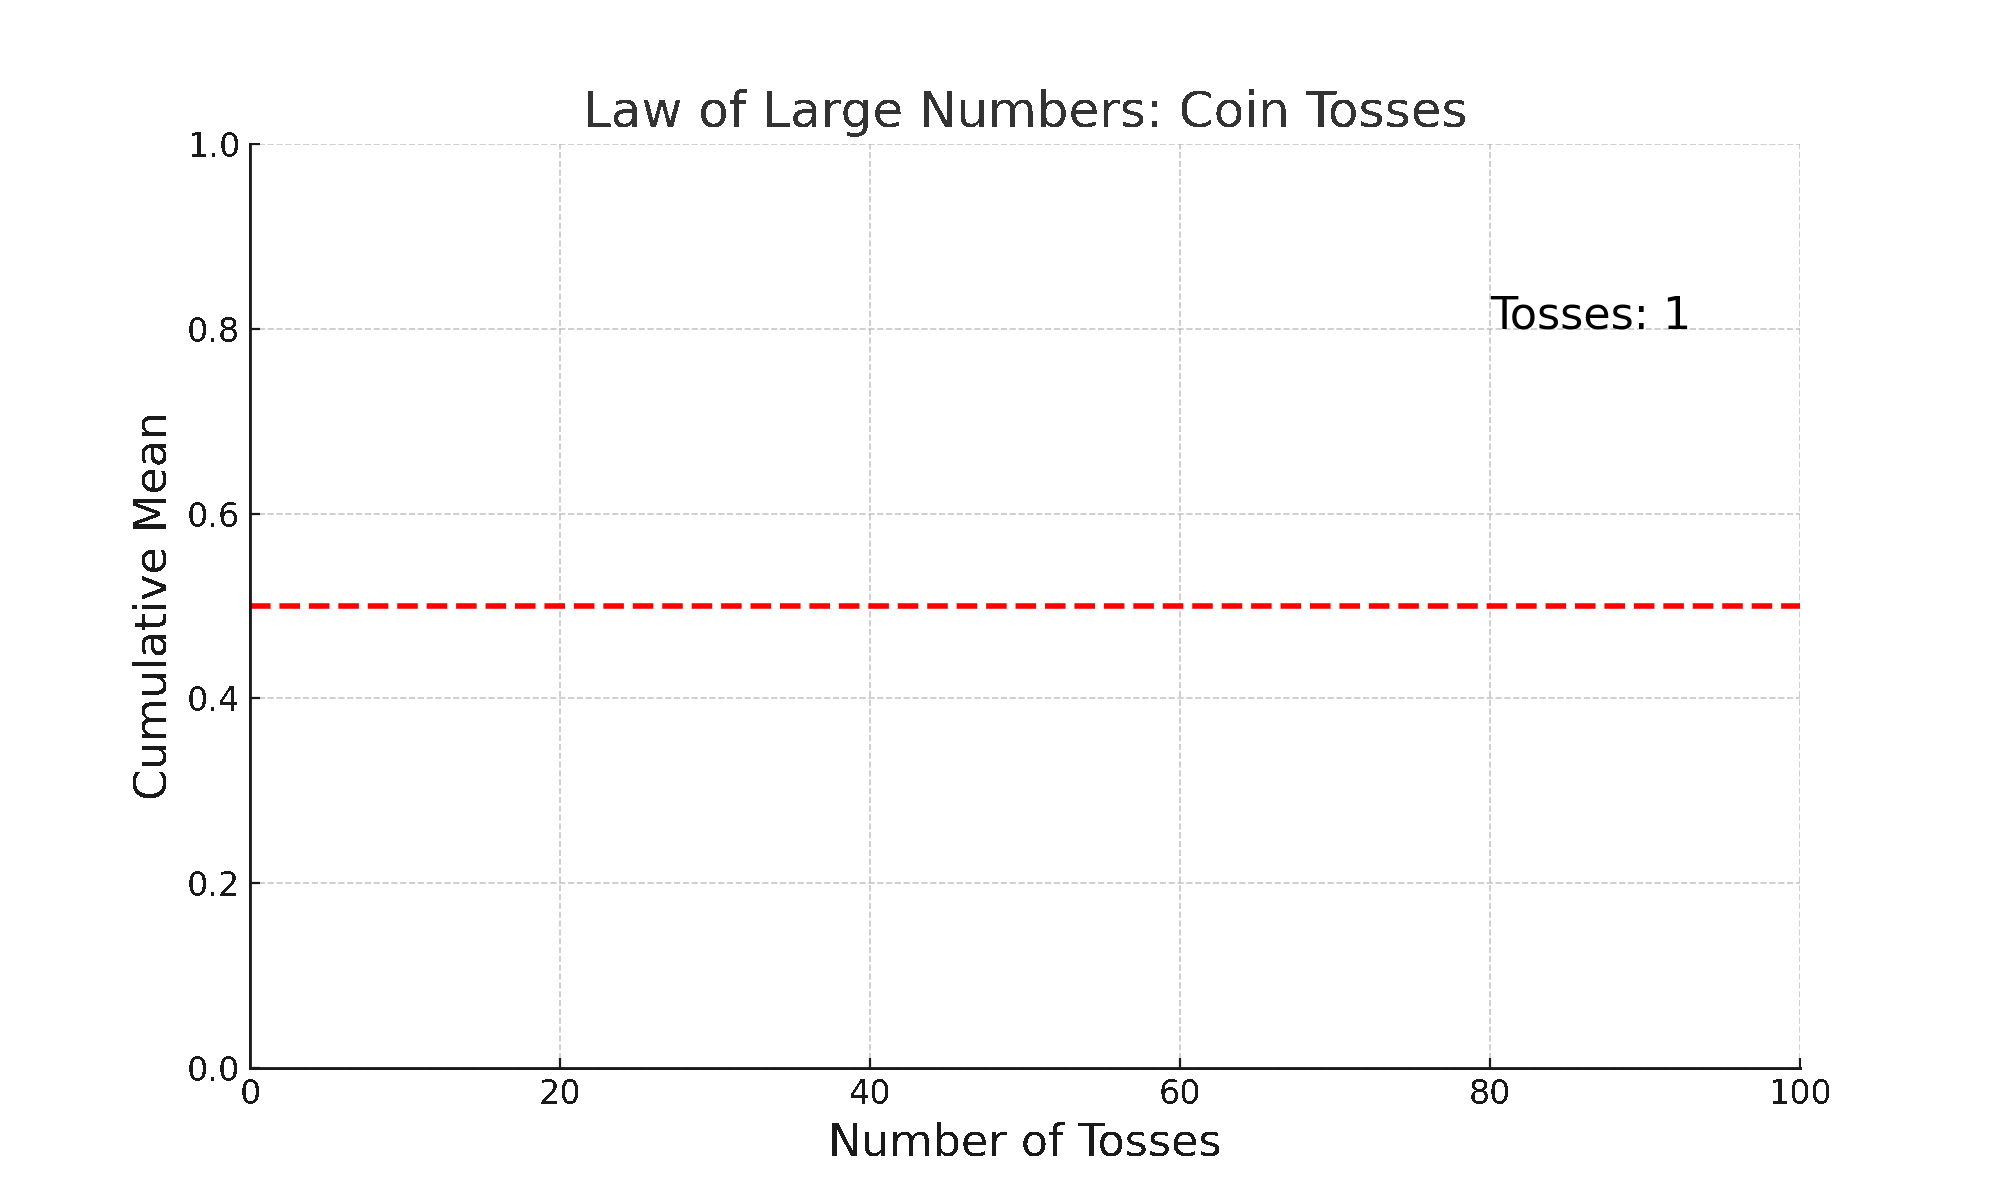 Law of Large Numbers: Coin Tosses
1.0
Tosses: 1
0.8
0.6
Cumulative Mean
0.4
0.2
0.0
0 20 40 60 80 100
Number of Tosses